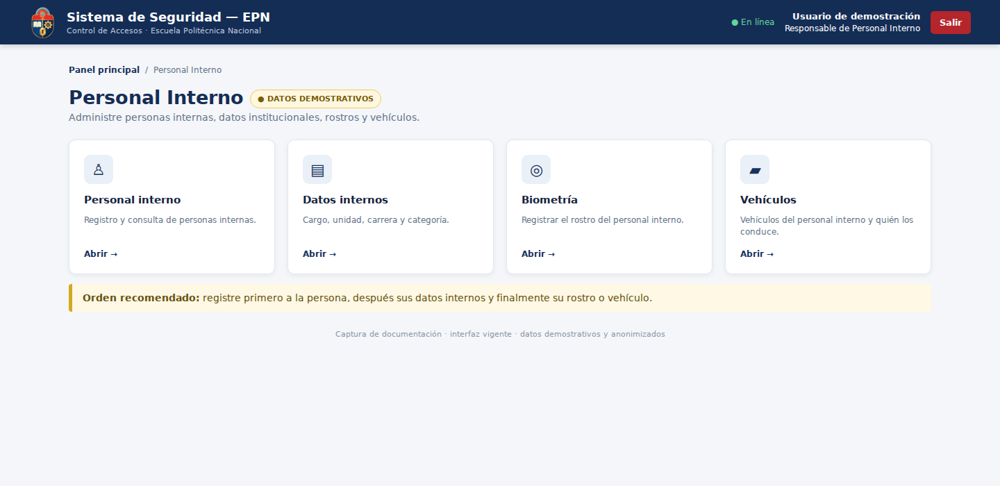 Sistema de Seguridad — EPN
Control de Accesos · Escuela Politécnica Nacional
● En línea
Usuario de demostración
Responsable de Personal Interno
Salir
Panel principal / Personal Interno
Personal Interno
● DATOS DEMOSTRATIVOS
Administre personas internas, datos institucionales, rostros y vehículos.
Personal interno
Registro y consulta de personas internas.
Abrir →
Datos internos
Cargo, unidad, carrera y categoría.
Abrir →
Biometría
Registrar el rostro del personal interno.
Abrir →
Vehículos
Vehículos del personal interno y quién los
conduce.
Abrir →
Orden recomendado: registre primero a la persona, después sus datos internos y finalmente su rostro o vehículo.
Captura de documentación · interfaz vigente · datos demostrativos y anonimizados